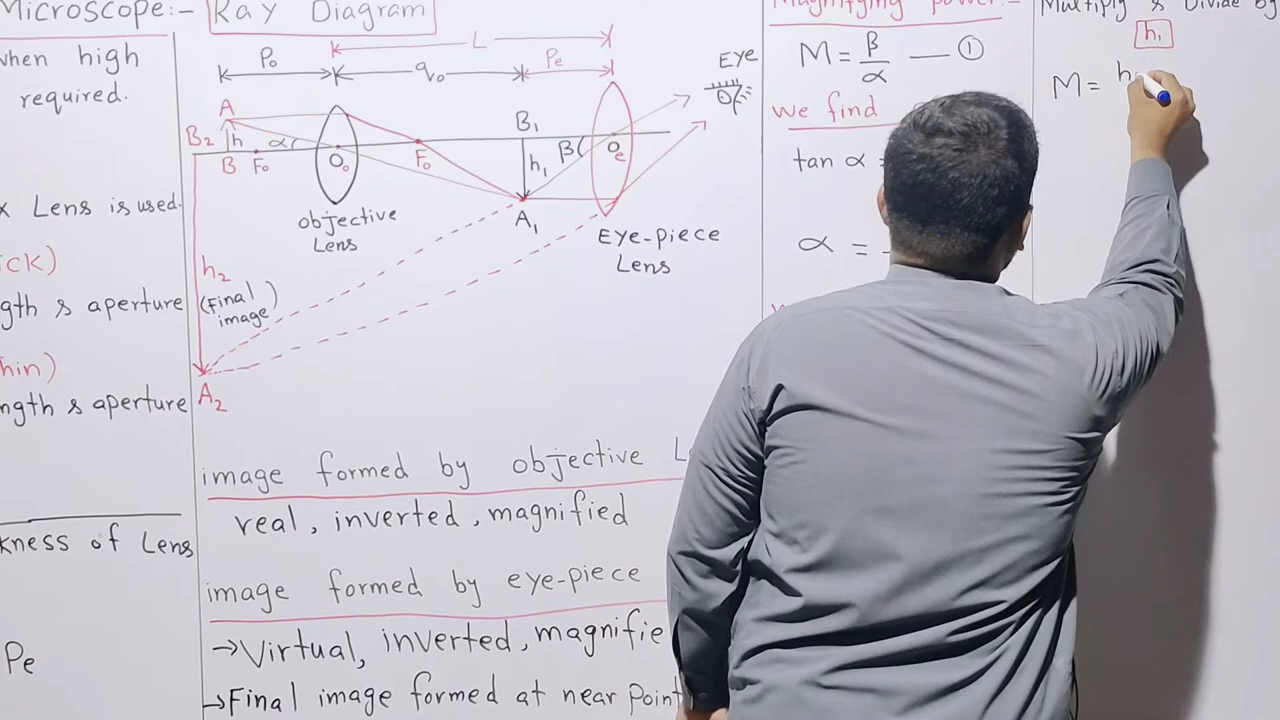 Microscope:- Ray Diagram
when high
required.
x Lens is used.
ick)
gth & aperture
hin)
ngth & aperture
kness of Lens
Pe
L
Po qo Pe
Eye
A
B2 h α B1
B Fo Oo Fo h1 β Oe
A1
objective
Lens
Eye-piece
Lens
h2
(Final
image)
A2
image formed by objective L
real, inverted, magnified
image formed by eye-piece
→Virtual, inverted, magnifie
→Final image formed at near point
Magnifying power:-
M = β/α — ①
we find
tan α =
α =
Multiply & Divide by
h1
M = h